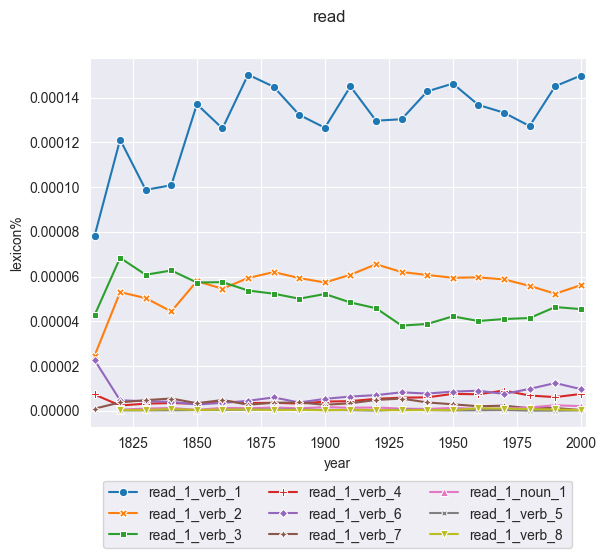 read
0.00014
0.00012
0.00010
0.00008
0.00006
0.00004
0.00002
0.00000
lexicon%
1825 1850 1875 1900 1925 1950 1975 2000
year
read_1_verb_1 read_1_verb_4 read_1_noun_1
read_1_verb_2 read_1_verb_6 read_1_verb_5
read_1_verb_3 read_1_verb_7 read_1_verb_8